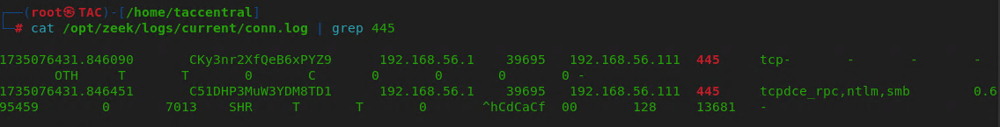 (root㉿TAC)-[/home/taccentral]
# cat /opt/zeek/logs/current/conn.log | grep 445
1735076431.846090 CKy3nr2XfQeB6xPYZ9 192.168.56.1 39695 192.168.56.111 445 tcp- - - -
OTH T T 0 C 0 0 0 0 -
1735076431.846451 C51DHP3MuW3YDM8TD1 192.168.56.1 39695 192.168.56.111 445 tcpdce_rpc,ntlm,smb 0.6
95459 0 7013 SHR T T 0 ^hCdCaCf 00 128 13681 -